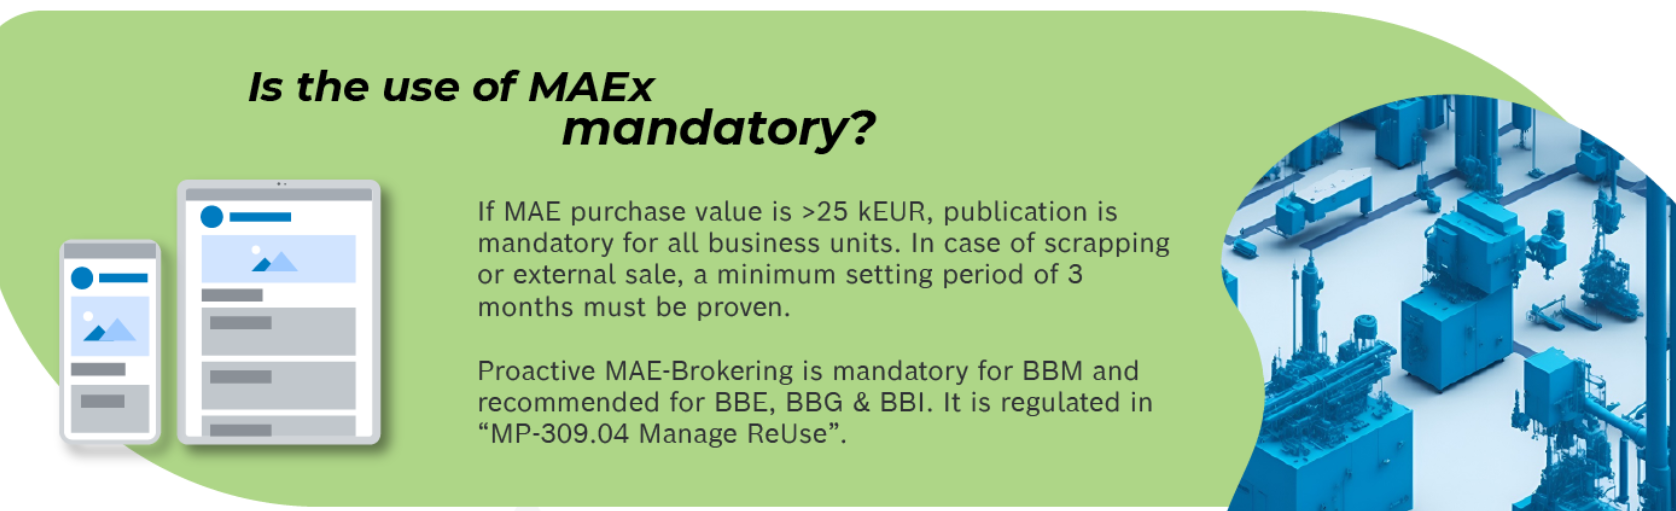 Is the use of MAEx
mandatory?
If MAE purchase value is >25 kEUR, publication is
mandatory for all business units. In case of scrapping
or external sale, a minimum setting period of 3
months must be proven.
Proactive MAE-Brokering is mandatory for BBM and
recommended for BBE, BBG & BBI. It is regulated in
“MP-309.04 Manage ReUse”.